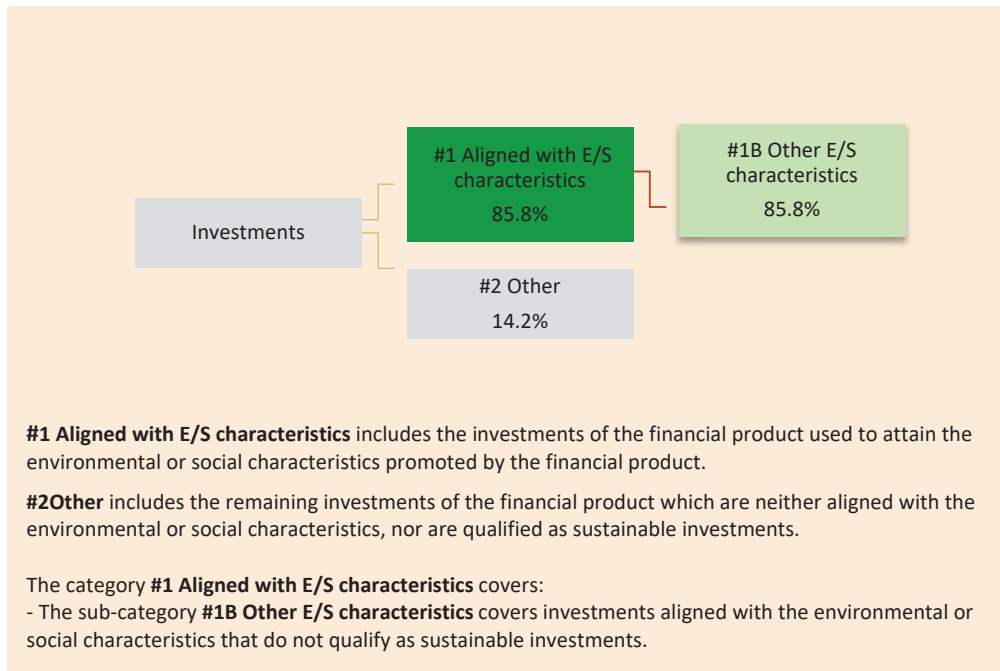 Investments
#1 Aligned with E/S
characteristics
85.8%
#1B Other E/S
characteristics
85.8%
#2 Other
14.2%
#1 Aligned with E/S characteristics includes the investments of the financial product used to attain the
environmental or social characteristics promoted by the financial product.
#2Other includes the remaining investments of the financial product which are neither aligned with the
environmental or social characteristics, nor are qualified as sustainable investments.
The category #1 Aligned with E/S characteristics covers:
- The sub-category #1B Other E/S characteristics covers investments aligned with the environmental or
social characteristics that do not qualify as sustainable investments.